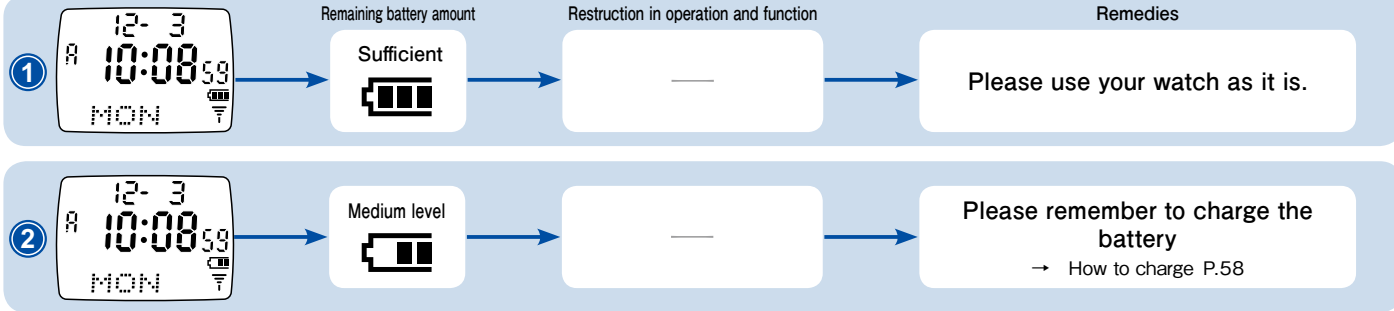 Remaining battery amount
Restruction in operation and function
Remedies
1
12- 3
A 10:08 59
MON
Sufficient
Please use your watch as it is.
2
12- 3
A 10:08 59
MON
Medium level
Please remember to charge the
battery
→ How to charge P.58